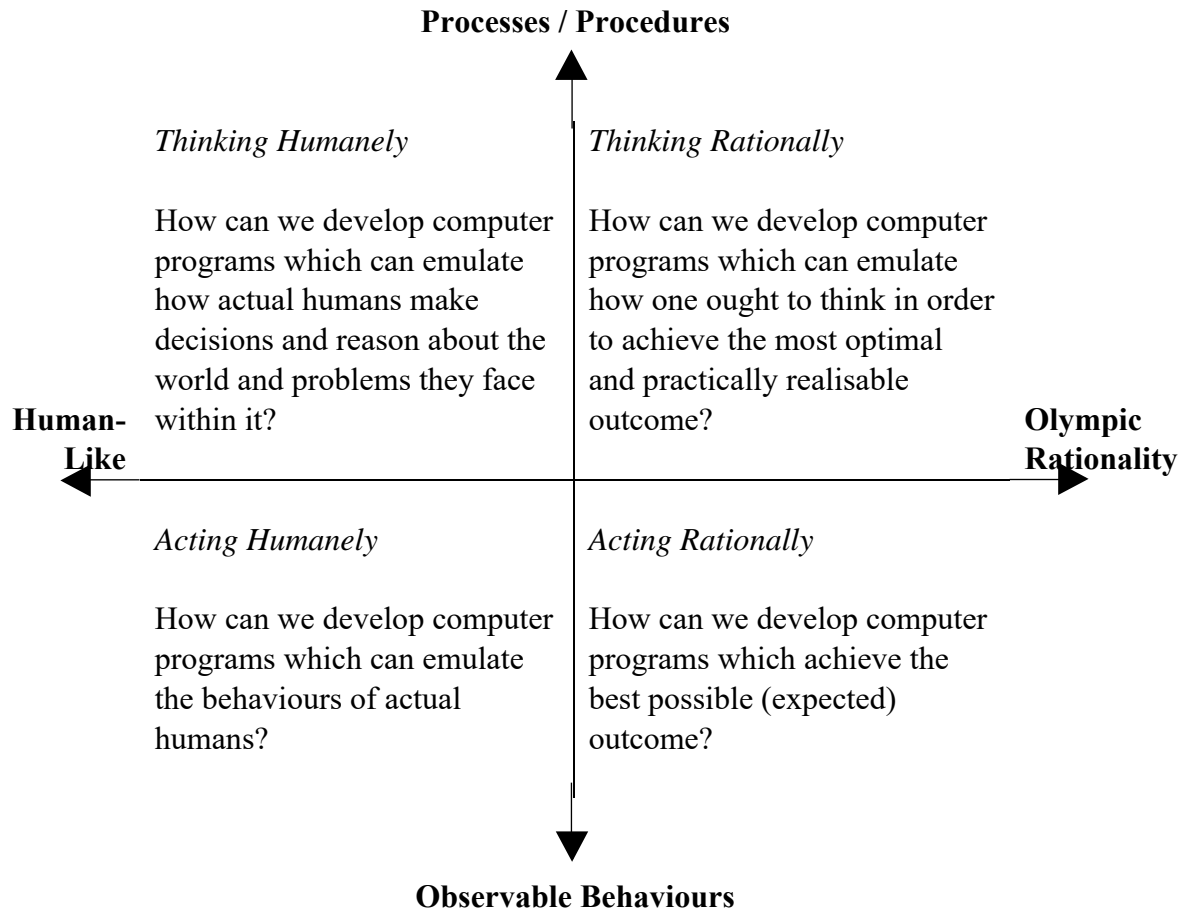 Processes / Procedures
Thinking Humanely
How can we develop computer
programs which can emulate
how actual humans make
decisions and reason about the
world and problems they face
within it?
Thinking Rationally
How can we develop computer
programs which can emulate
how one ought to think in order
to achieve the most optimal
and practically realisable
outcome?
Human-
Like
Olympic
Rationality
Acting Humanely
How can we develop computer
programs which can emulate
the behaviours of actual
humans?
Acting Rationally
How can we develop computer
programs which achieve the
best possible (expected)
outcome?
Observable Behaviours